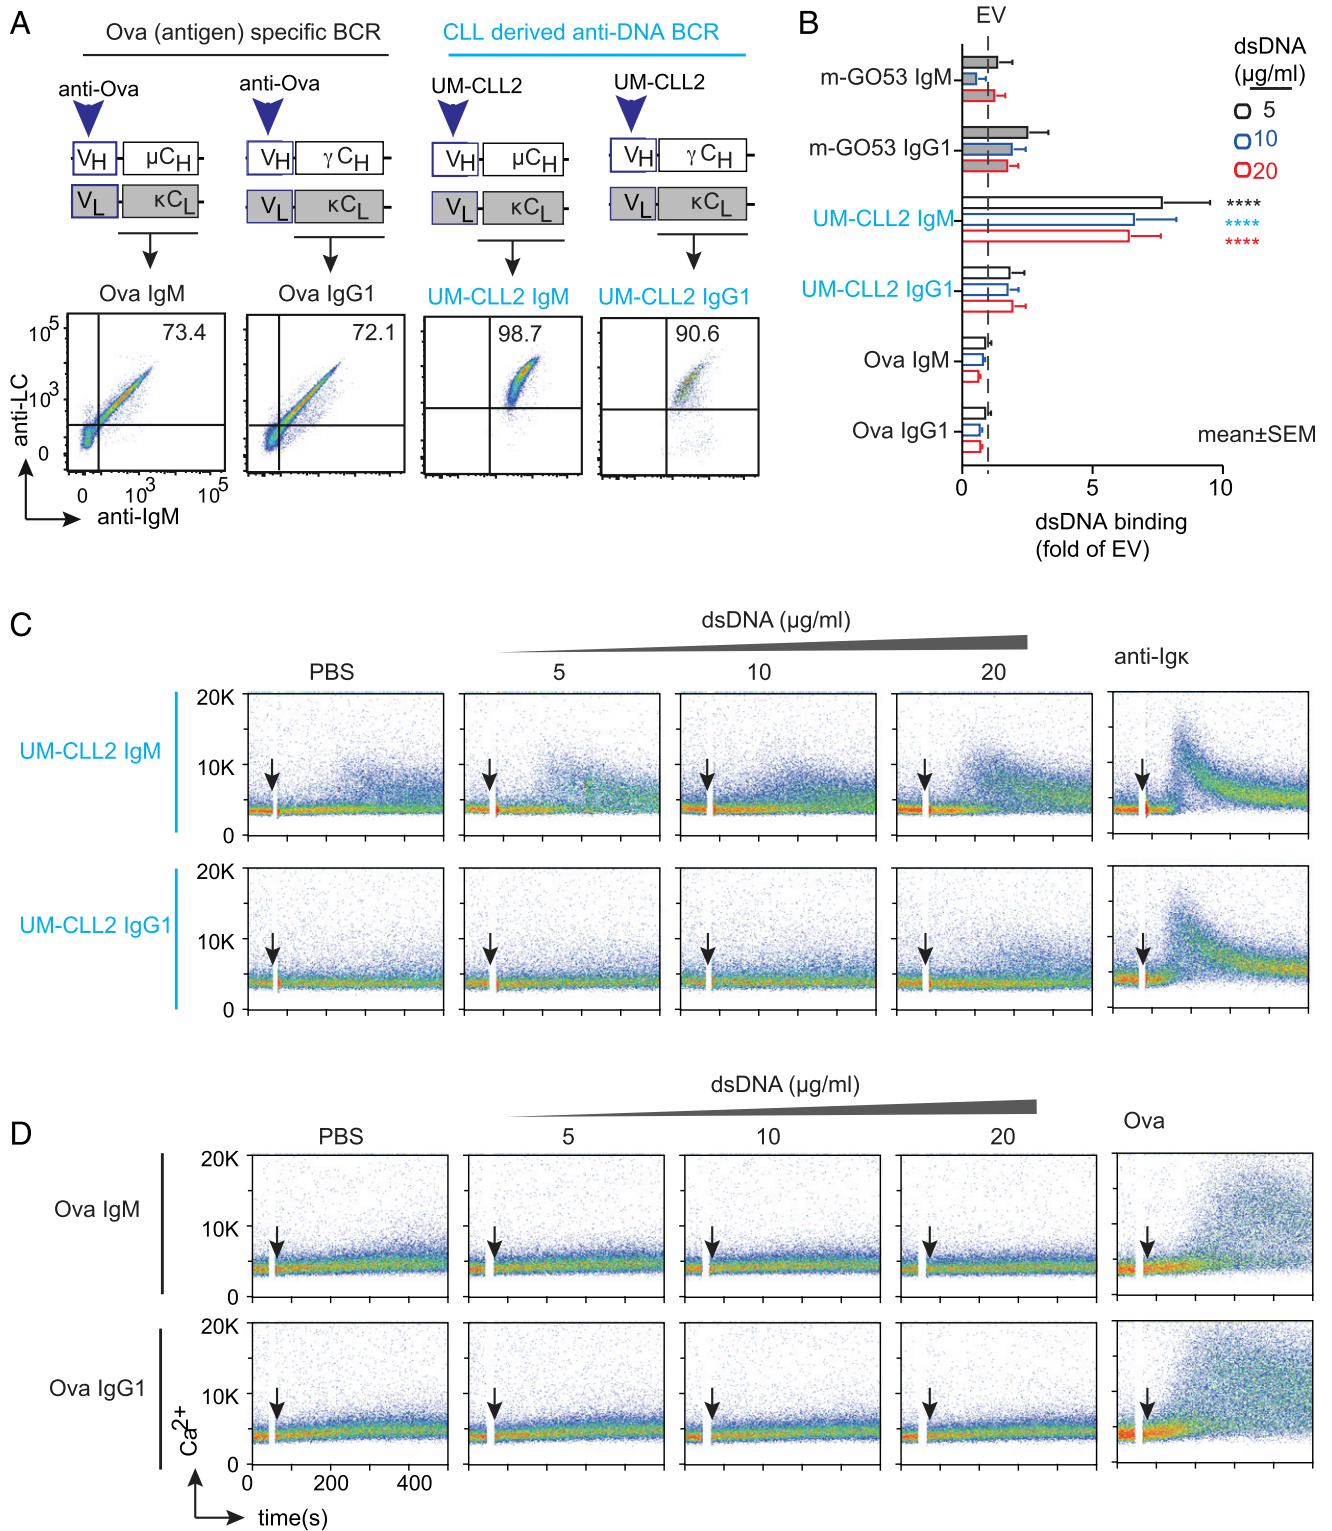 A
Ova (antigen) specific BCR
CLL derived anti-DNA BCR
anti-Ova
anti-Ova
UM-CLL2
UM-CLL2
VH μCH
VH γCH
VH μCH
VH γCH
VL κCL
VL κCL
VL κCL
VL κCL
Ova IgM
Ova IgG1
UM-CLL2 IgM
UM-CLL2 IgG1
73.4
72.1
98.7
90.6
10^5
10^3
0
anti-LC
0 10^3 10^5
anti-IgM
B
EV
dsDNA
(μg/ml)
5
10
20
m-GO53 IgM
m-GO53 IgG1
UM-CLL2 IgM
****
****
****
UM-CLL2 IgG1
Ova IgM
Ova IgG1
mean±SEM
0 5 10
dsDNA binding
(fold of EV)
C
dsDNA (μg/ml)
PBS 5 10 20 anti-Igκ
UM-CLL2 IgM
20K
10K
0
UM-CLL2 IgG1
20K
10K
0
D
dsDNA (μg/ml)
PBS 5 10 20 Ova
Ova IgM
20K
10K
0
Ova IgG1
20K
10K
0
Ca2+
0 200 400
time(s)